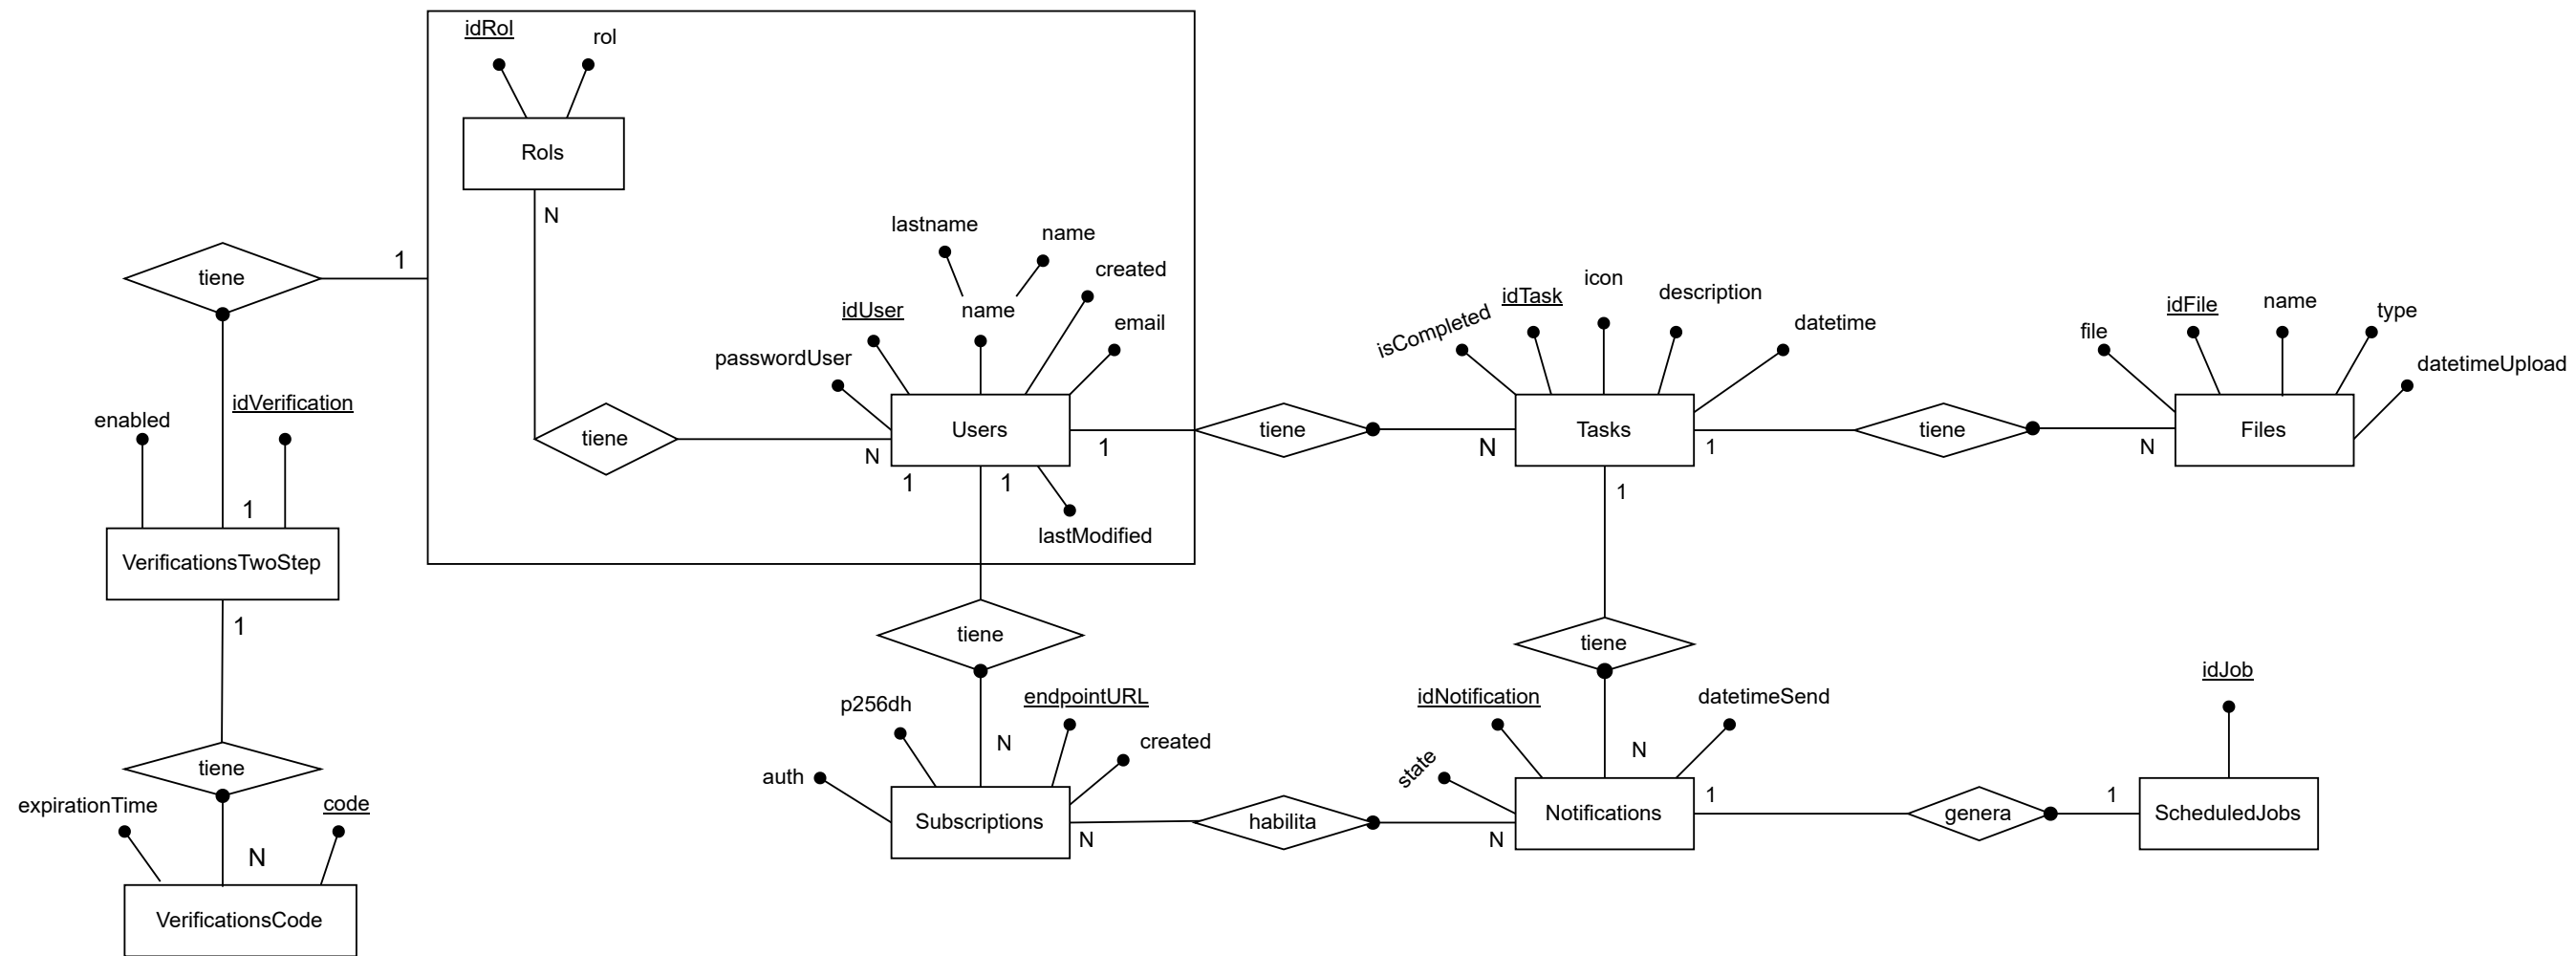 idRol
rol
Rols
N
lastname
name
created
name
idUser
email
passwordUser
Users
tiene
N
1
1
1
lastModified
tiene
1
enabled
idVerification
1
VerificationsTwoStep
1
tiene
expirationTime
code
N
VerificationsCode
tiene
N
isCompleted
idTask
icon
description
datetime
Tasks
1
1
tiene
N
file
idFile
name
type
datetimeUpload
Files
tiene
N
p256dh
endpointURL
created
auth
Subscriptions
N
habilita
N
tiene
N
idNotification
datetimeSend
state
Notifications
1
genera
1
idJob
ScheduledJobs